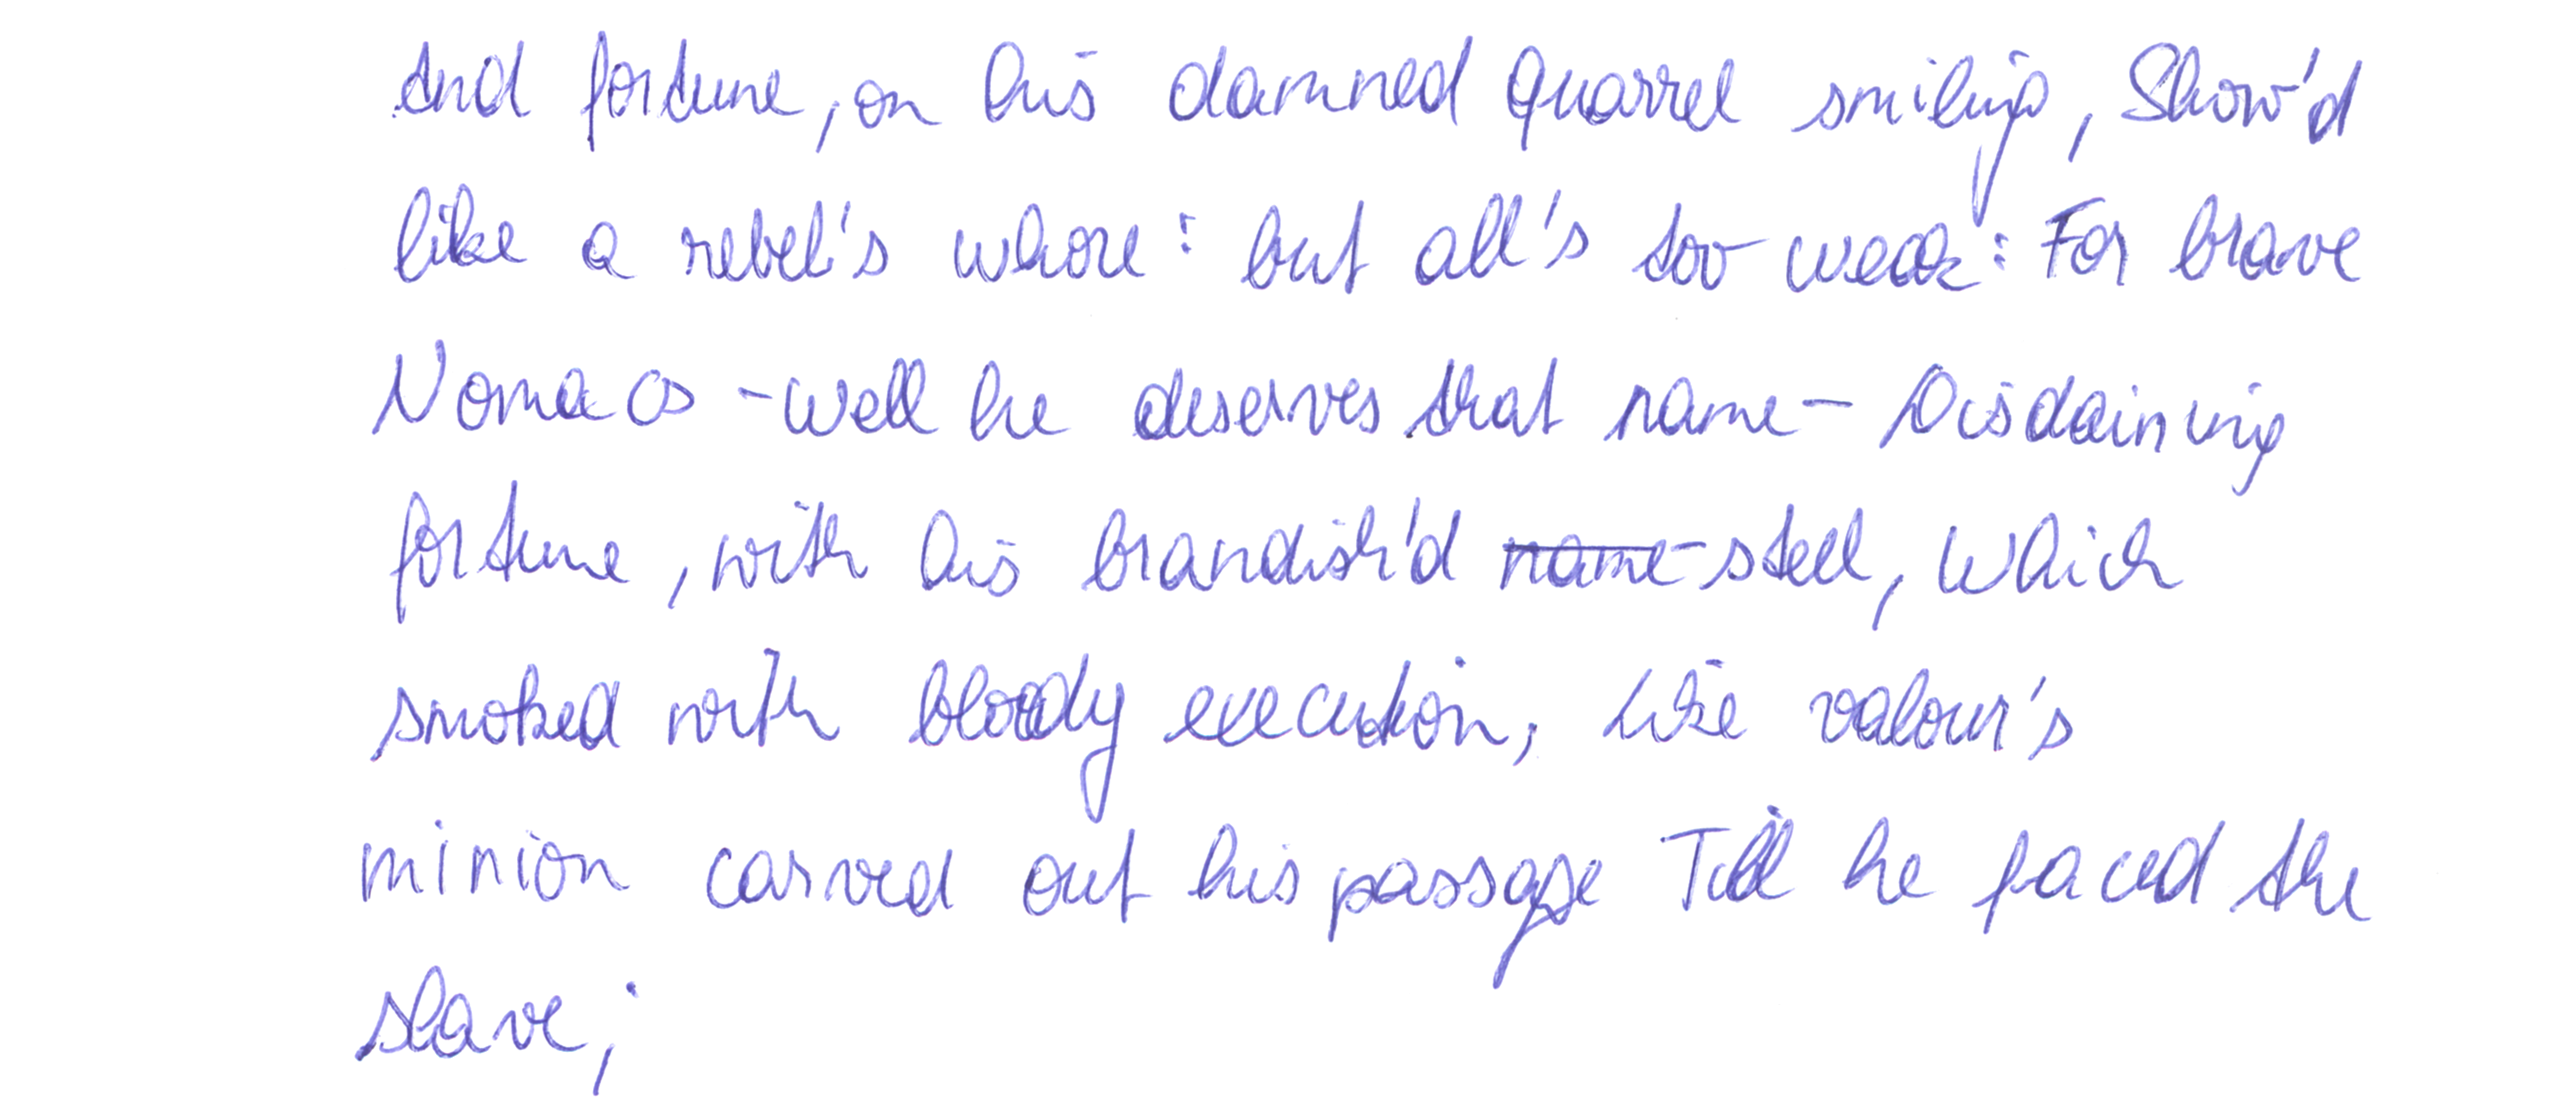 And fortune, on his damned quarrel smiling, Show'd
like a rebel's whore: but all's too weak: For brave
Nomacs -well he deserves that name- Disdaining
fortune, with his brandish'd name steel, Which
smoked with bloody execution, Like valour's
minion carved out his passage Till he faced the
slave;